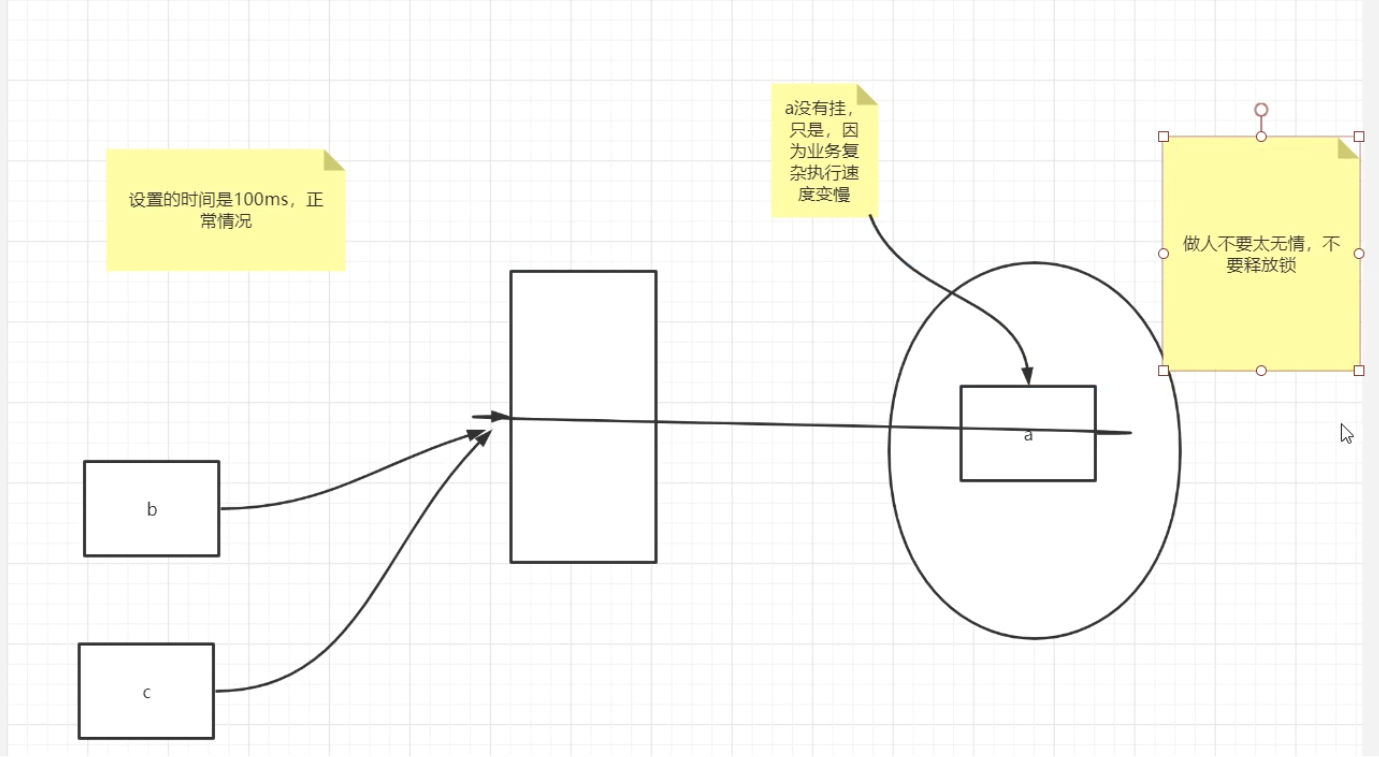 a没有挂，
只是，因
为业务复
杂执行速
度变慢
设置的时间是100ms，正
常情况
做人不要太无情，不
要释放锁
a
b
c